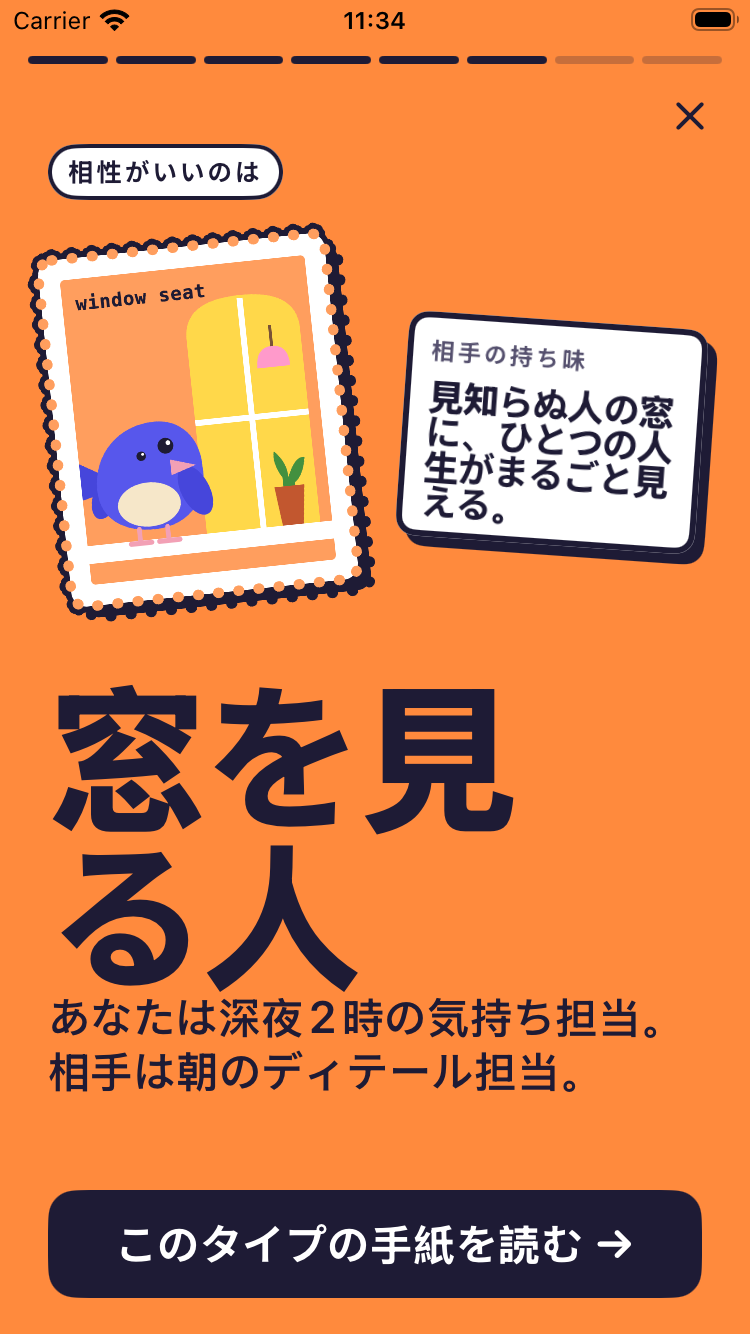 Carrier
11:34
相性がいいのは
window seat
相手の持ち味
見知らぬ人の窓
に、ひとつの人
生がまるごと見
える。
窓を見
る人
あなたは深夜2時の気持ち担当。
相手は朝のディテール担当。
このタイプの手紙を読む →